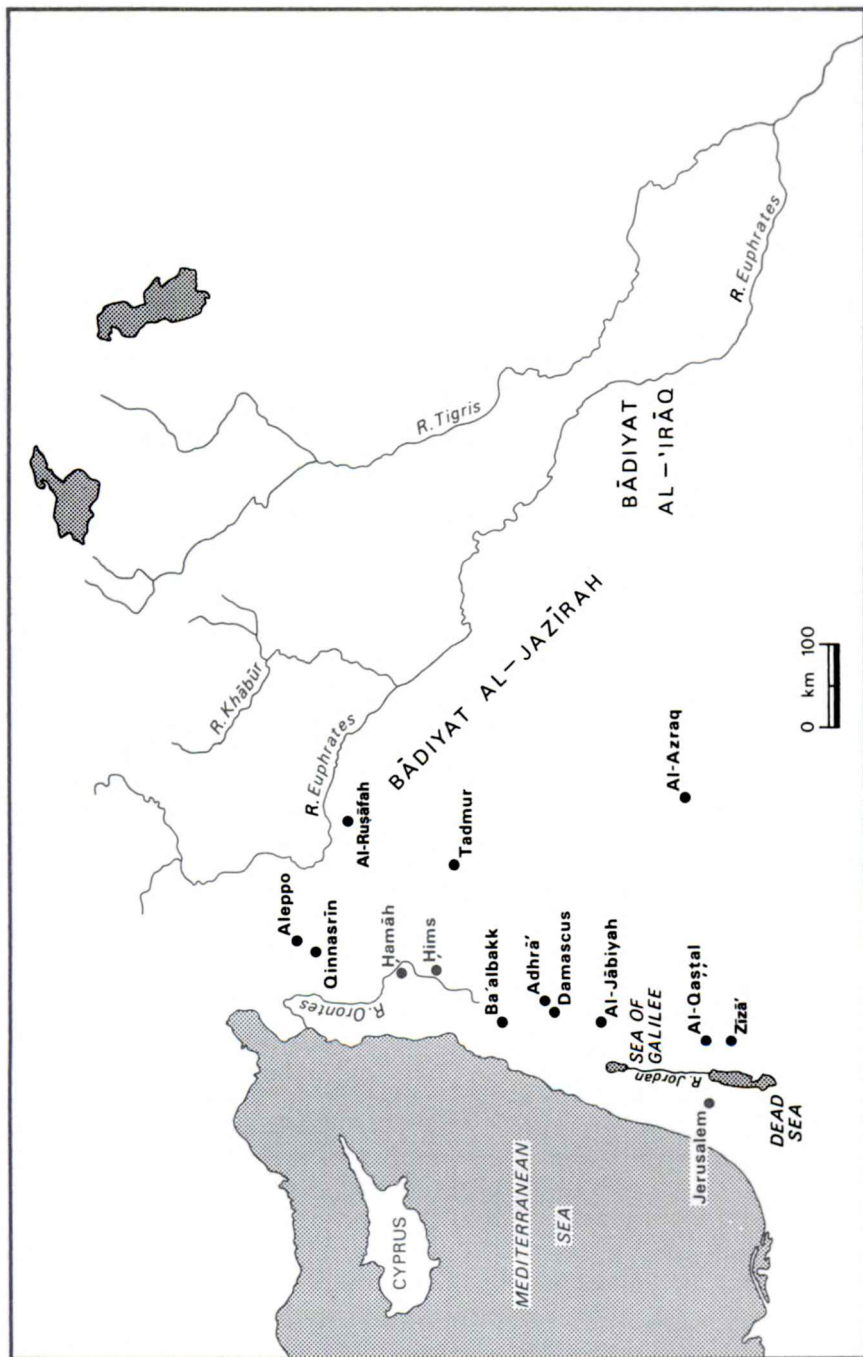 CYPRUS
MEDITERRANEAN
SEA
R. Orontes
Aleppo
Qinnasrīn
Ḥamāh
Ḥims
Ba'albakk
Adhrā'
Damascus
Al-Jābiyah
SEA OF
GALILEE
R. Jordan
Al-Qaṣṭal
Zīzā'
Jerusalem
DEAD
SEA
Al-Ruṣāfah
Tadmur
Al-Azraq
R. Khābūr
R. Euphrates
R. Tigris
BĀDIYAT AL-JAZĪRAH
BĀDIYAT
AL-'IRĀQ
R. Euphrates
0 km 100